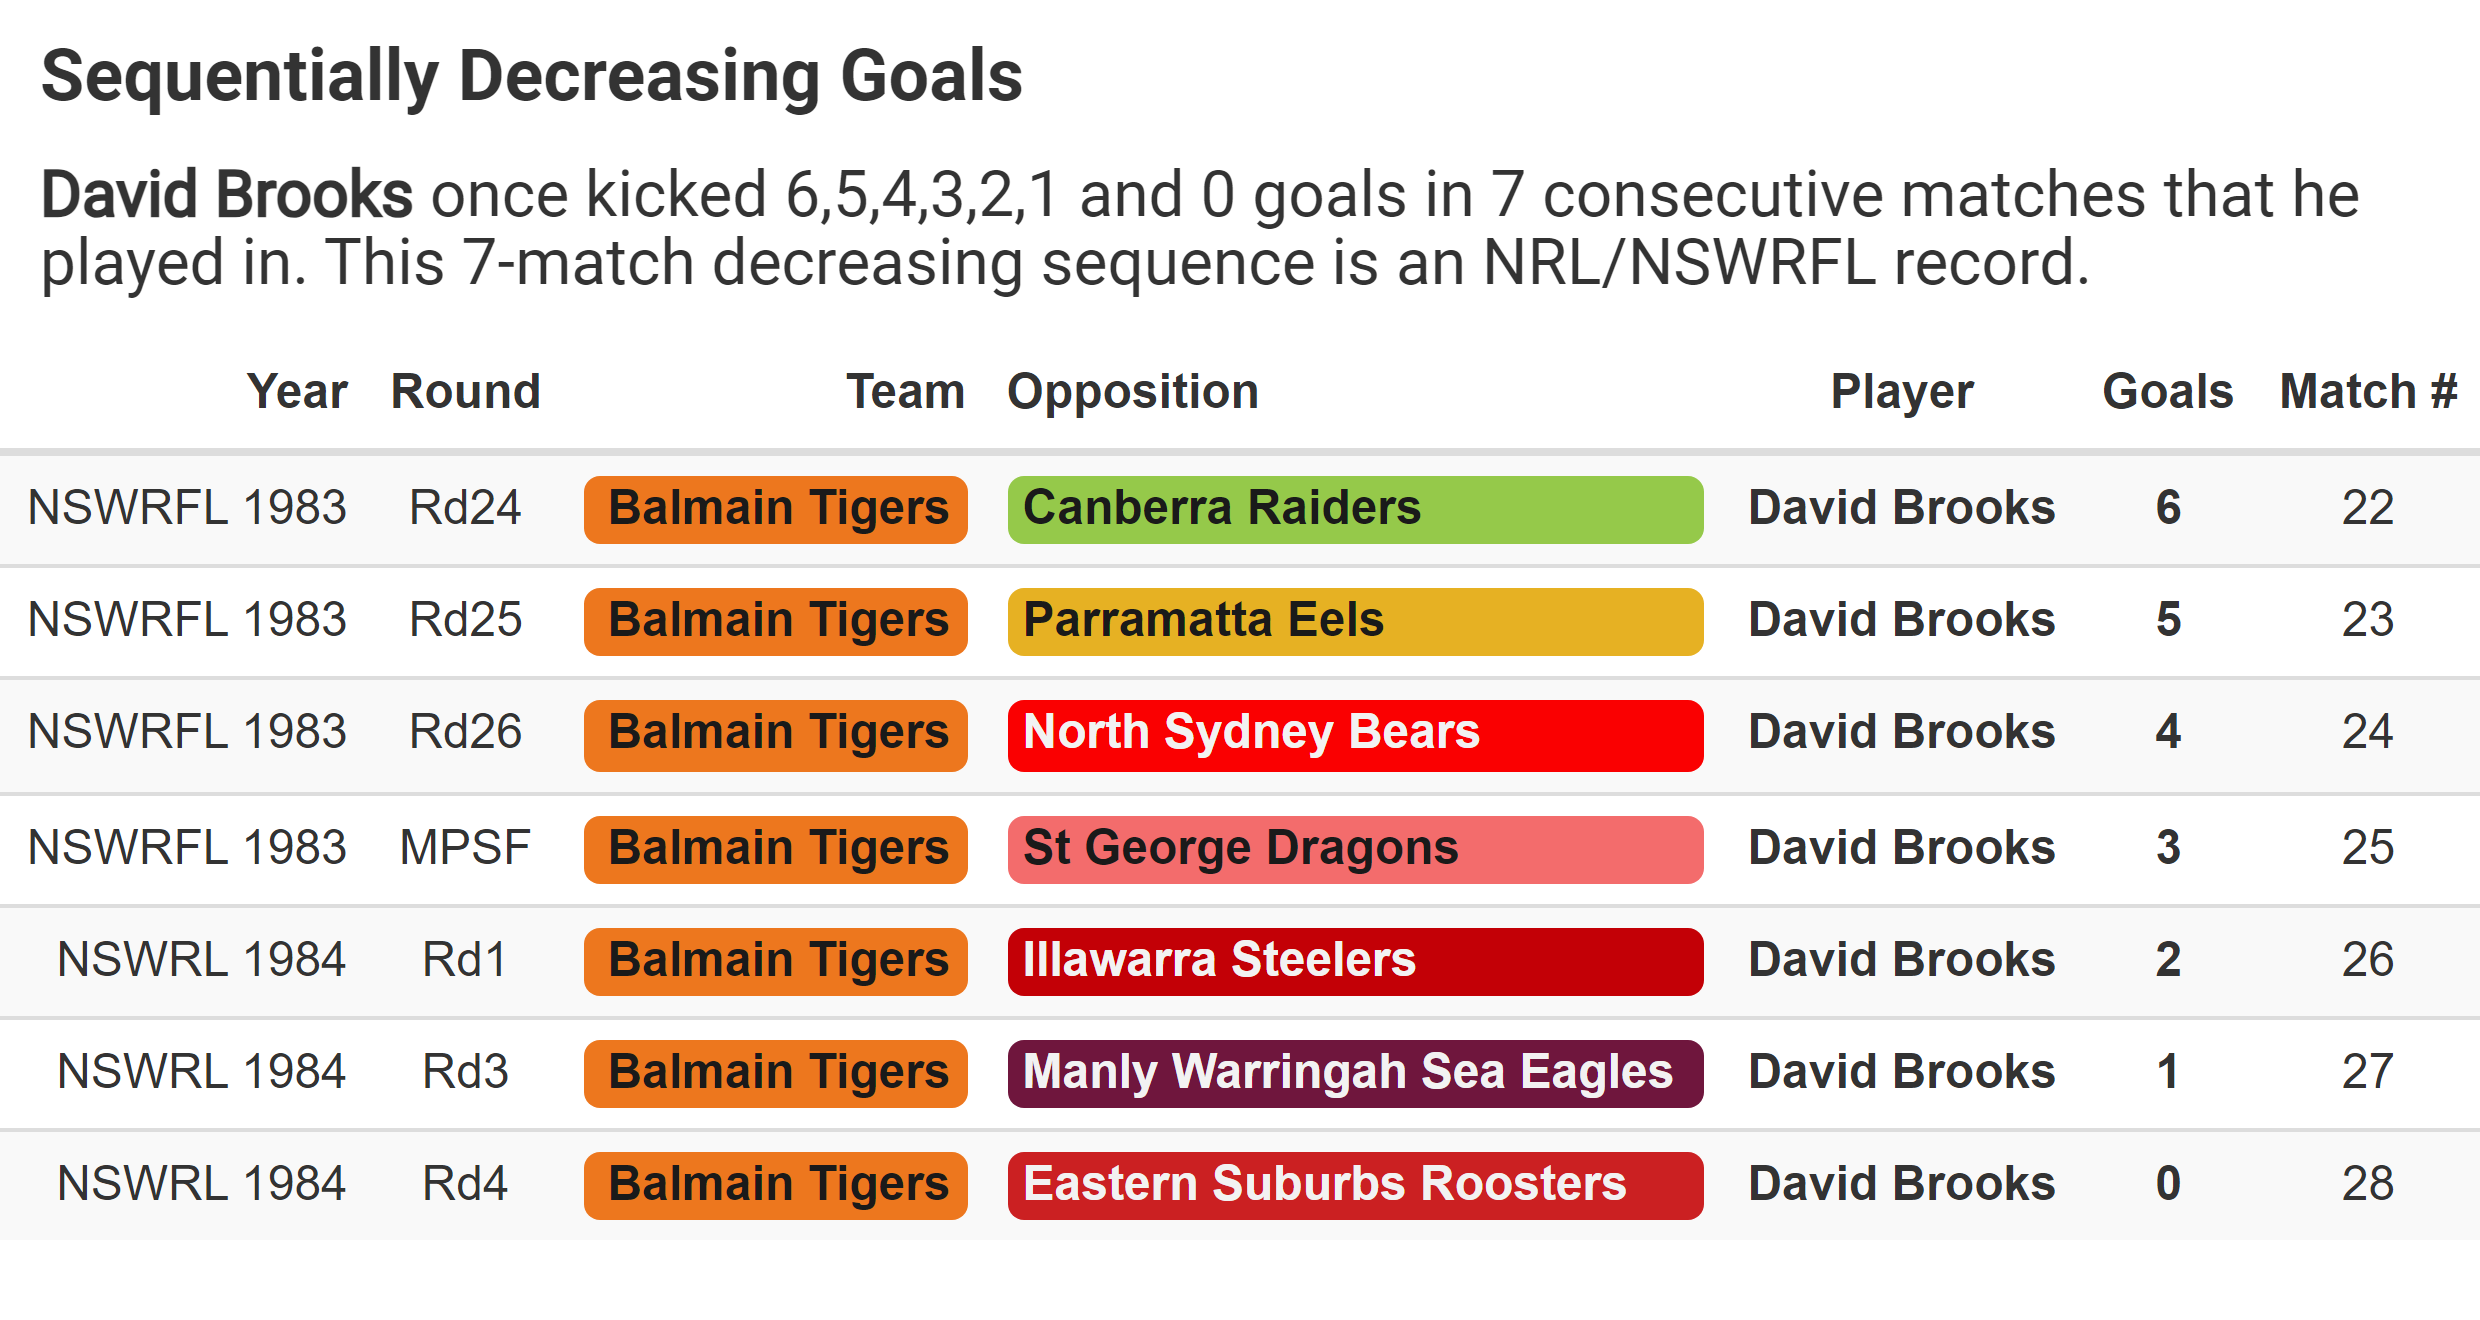 Sequentially Decreasing Goals
David Brooks once kicked 6,5,4,3,2,1 and 0 goals in 7 consecutive matches that he
played in. This 7-match decreasing sequence is an NRL/NSWRFL record.
Year Round Team Opposition Player Goals Match #
NSWRFL 1983 Rd24 Balmain Tigers Canberra Raiders David Brooks 6 22
NSWRFL 1983 Rd25 Balmain Tigers Parramatta Eels David Brooks 5 23
NSWRFL 1983 Rd26 Balmain Tigers North Sydney Bears David Brooks 4 24
NSWRFL 1983 MPSF Balmain Tigers St George Dragons David Brooks 3 25
NSWRL 1984 Rd1 Balmain Tigers Illawarra Steelers David Brooks 2 26
NSWRL 1984 Rd3 Balmain Tigers Manly Warringah Sea Eagles David Brooks 1 27
NSWRL 1984 Rd4 Balmain Tigers Eastern Suburbs Roosters David Brooks 0 28